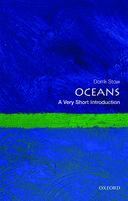 Dorrik Stow
OCEANS
A Very Short Introduction
OXFORD